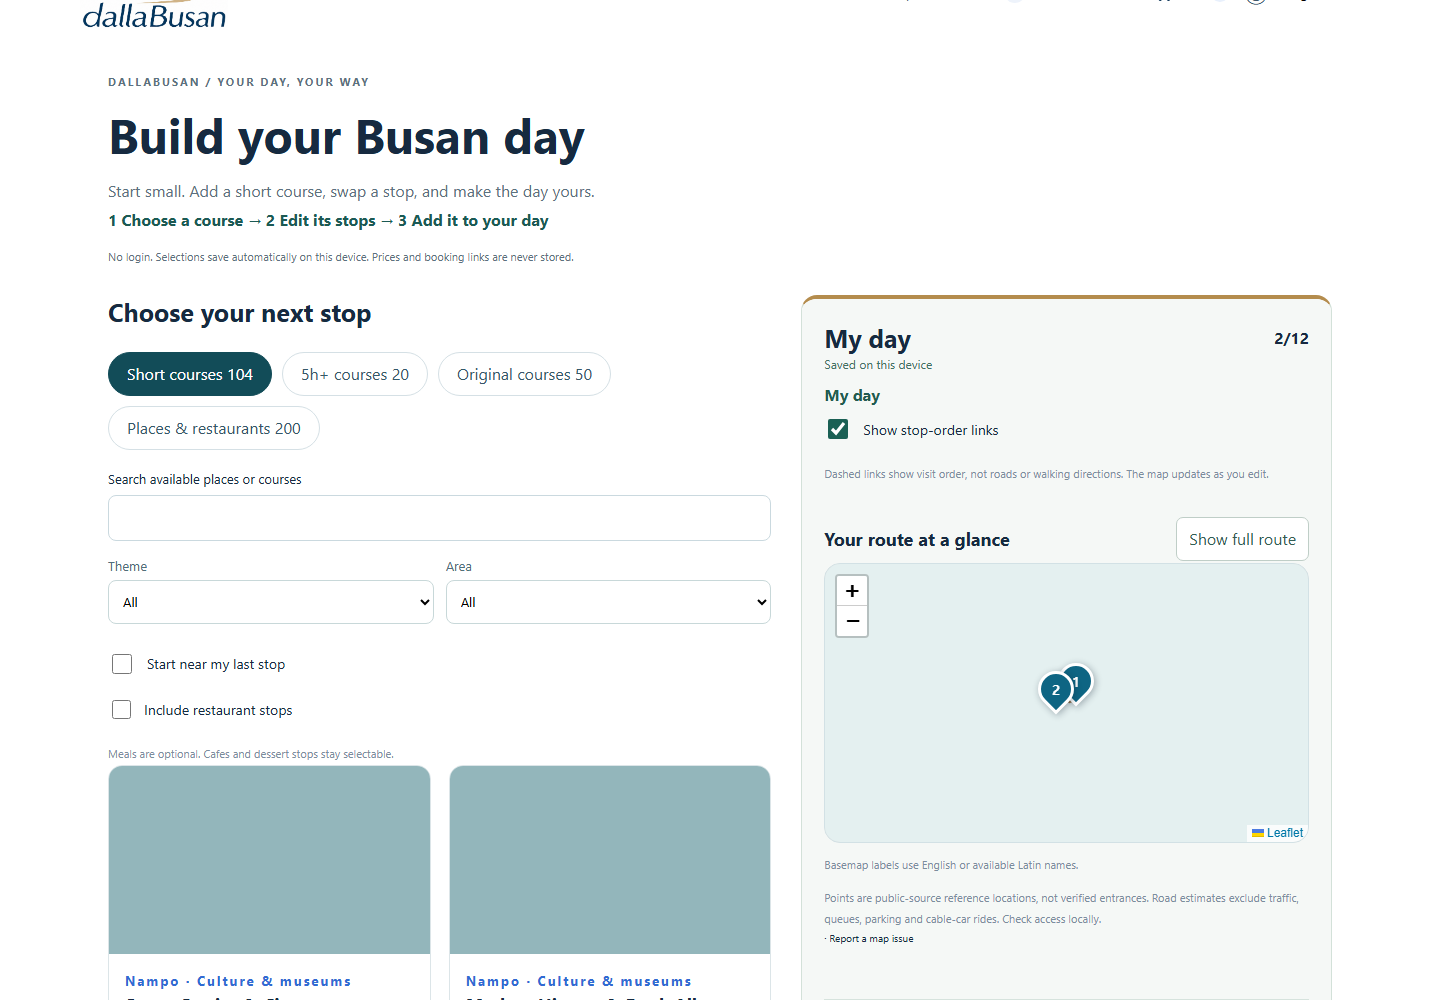 dallaBusan
DALLABUSAN / YOUR DAY, YOUR WAY
Build your Busan day
Start small. Add a short course, swap a stop, and make the day yours.
1 Choose a course → 2 Edit its stops → 3 Add it to your day
No login. Selections save automatically on this device. Prices and booking links are never stored.
Choose your next stop
Short courses 104
5h+ courses 20
Original courses 50
Places & restaurants 200
Search available places or courses
Theme
Area
All
All
Start near my last stop
Include restaurant stops
Meals are optional. Cafes and dessert stops stay selectable.
Nampo · Culture & museums
Nampo · Culture & museums
My day
2/12
Saved on this device
My day
Show stop-order links
Dashed links show visit order, not roads or walking directions. The map updates as you edit.
Your route at a glance
Show full route
+
−
2
1
Leaflet
Basemap labels use English or available Latin names.
Points are public-source reference locations, not verified entrances. Road estimates exclude traffic,
queues, parking and cable-car rides. Check access locally.
· Report a map issue